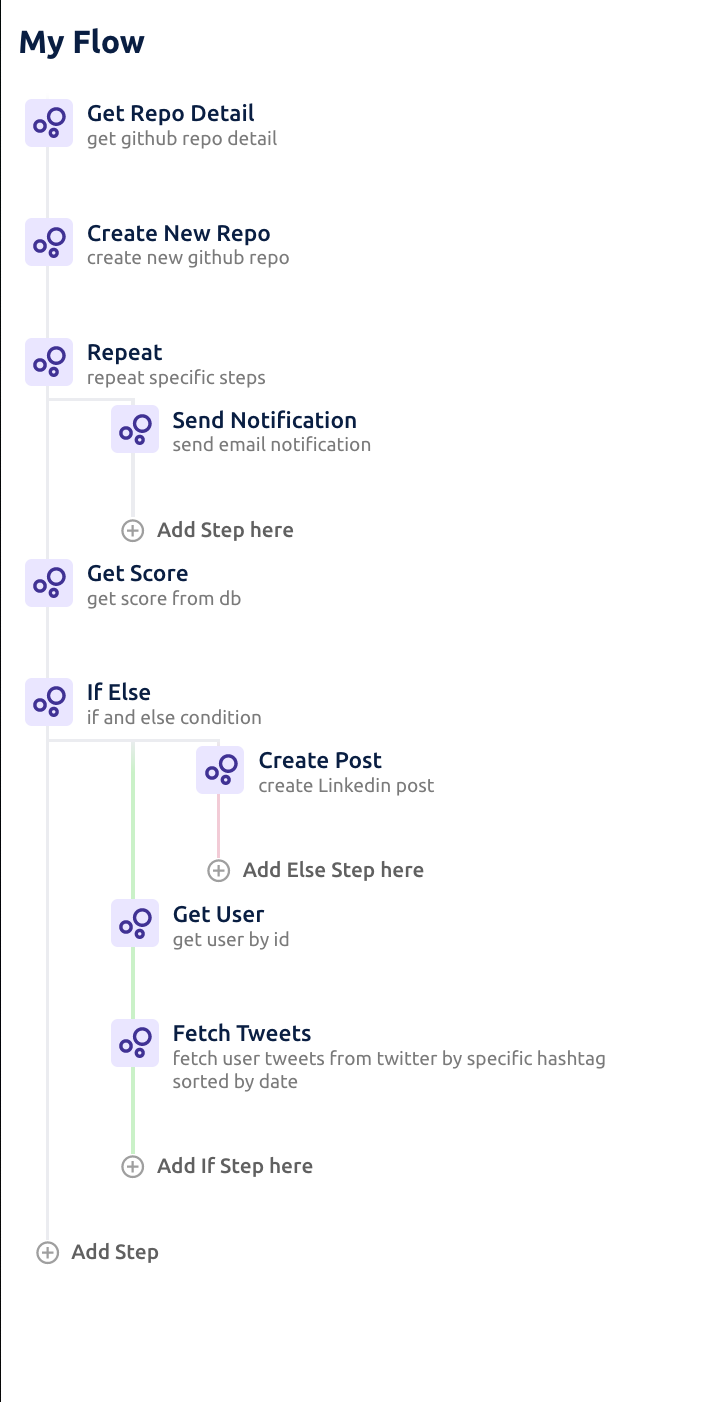 My Flow
Get Repo Detail
get github repo detail
Create New Repo
create new github repo
Repeat
repeat specific steps
Send Notification
send email notification
Add Step here
Get Score
get score from db
If Else
if and else condition
Create Post
create Linkedin post
Add Else Step here
Get User
get user by id
Fetch Tweets
fetch user tweets from twitter by specific hashtag
sorted by date
Add If Step here
Add Step